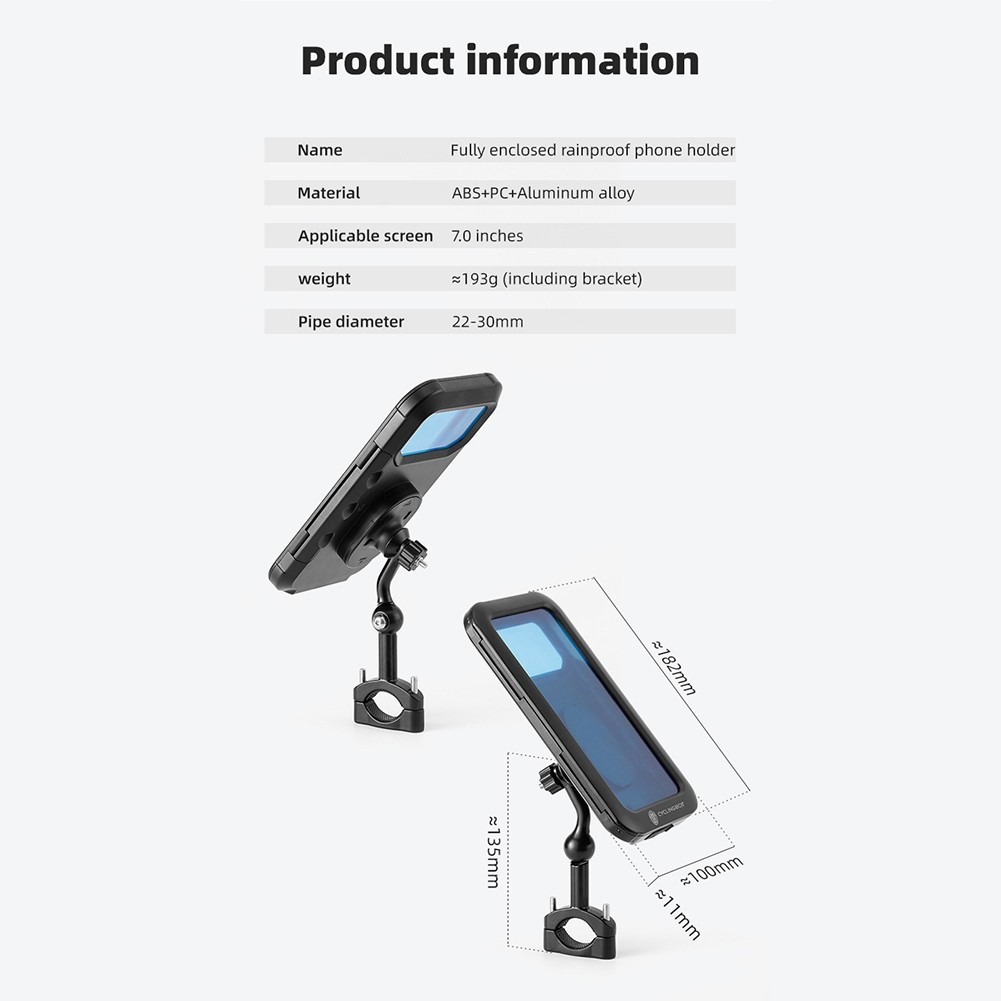 Product information
Name Fully enclosed rainproof phone holder
Material ABS+PC+Aluminum alloy
Applicable screen 7.0 inches
weight ≈193g (including bracket)
Pipe diameter 22-30mm
≈182mm
CYCLINGBOX
≈135mm
≈100mm
≈11mm